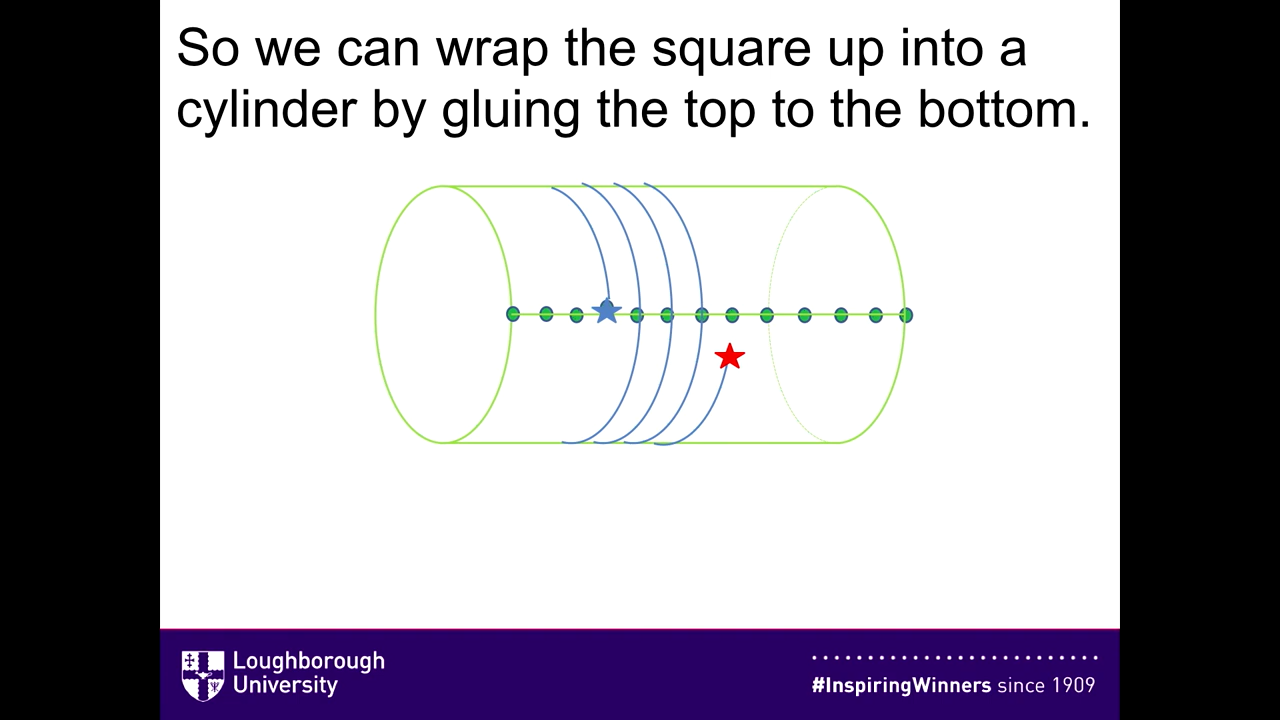 So we can wrap the square up into a
cylinder by gluing the top to the bottom.
Loughborough
University
#InspiringWinners since 1909